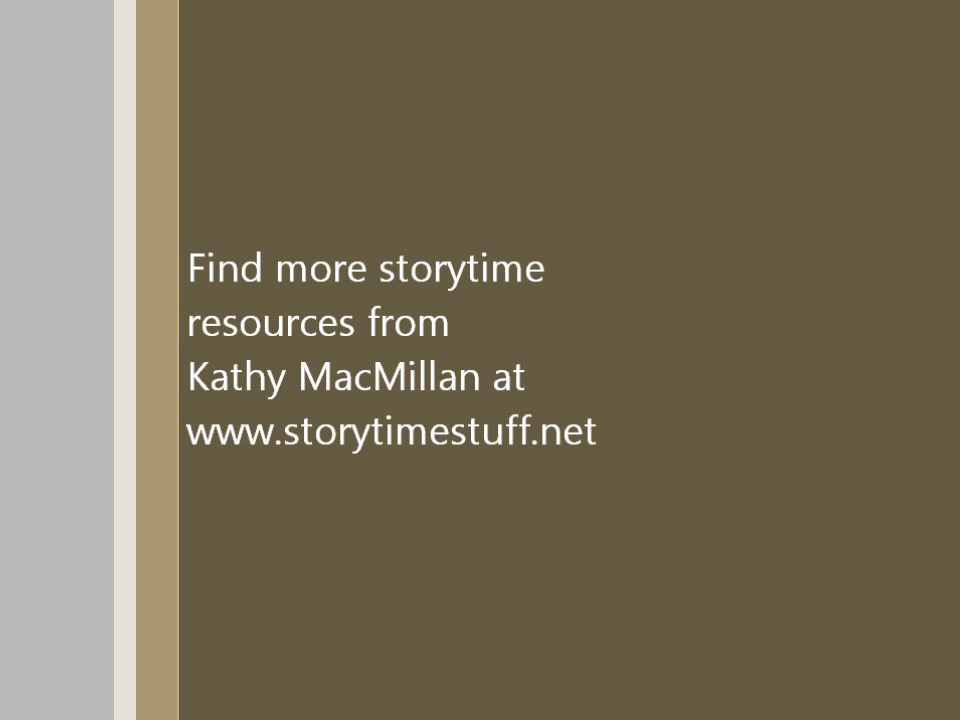 Find more storytime
resources from
Kathy MacMillan at
www.storytimestuff.net